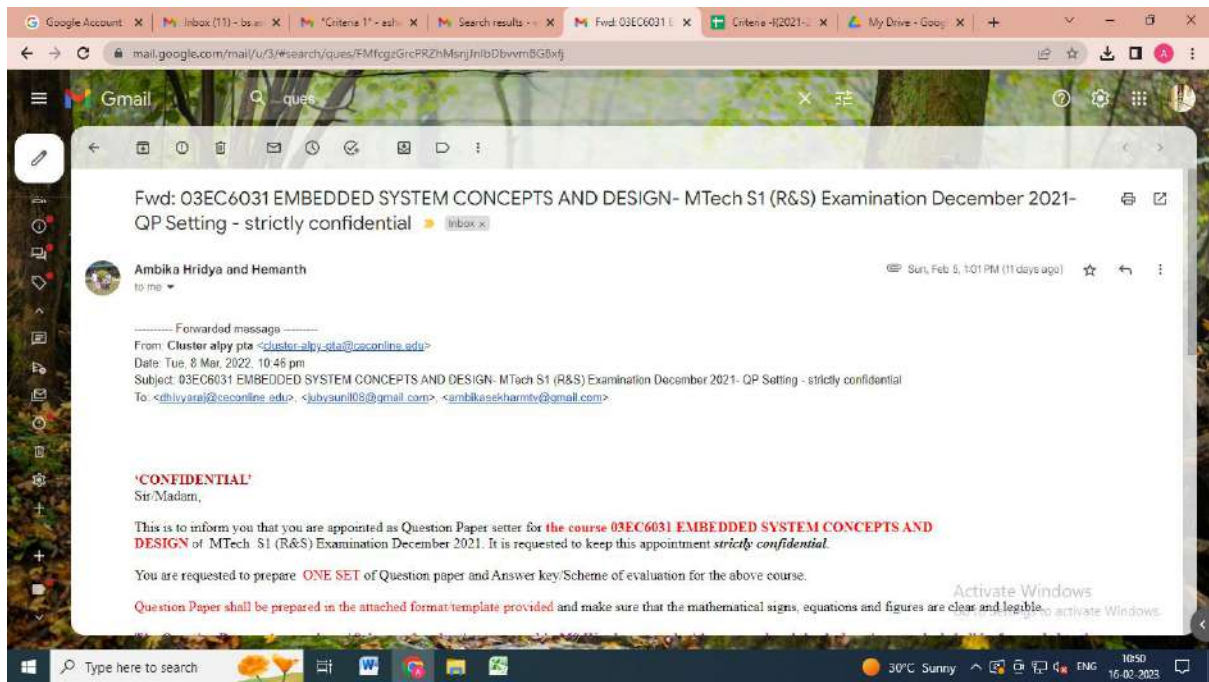 Google Account
Inbox (11) - bs.as
"Criteria 1" - ash
Search results -
Fwd: 03EC6031 E
Criteria -I(2021-2
My Drive - Goog
mail.google.com/mail/u/3/#search/ques/
Gmail
ques
Fwd: 03EC6031 EMBEDDED SYSTEM CONCEPTS AND DESIGN- MTech S1 (R&S) Examination December 2021-
QP Setting - strictly confidential
Inbox x
Ambika Hridya and Hemanth
Sun, Feb 5, 1:01 PM (11 days ago)
to me
---------- Forwarded message ---------
From: Cluster alpy pta <cluster-alpy-pta@ceconline.edu>
Date: Tue, 8 Mar, 2022, 10:46 pm
Subject: 03EC6031 EMBEDDED SYSTEM CONCEPTS AND DESIGN- MTech S1 (R&S) Examination December 2021- QP Setting - strictly confidential
To: <dhivyaraj@ceconline.edu>, <jubysunil08@gmail.com>, <ambikasekharmtv@gmail.com>
'CONFIDENTIAL'
Sir/Madam,
This is to inform you that you are appointed as Question Paper setter for the course 03EC6031 EMBEDDED SYSTEM CONCEPTS AND
DESIGN of MTech S1 (R&S) Examination December 2021. It is requested to keep this appointment strictly confidential.
You are requested to prepare ONE SET of Question paper and Answer key/Scheme of evaluation for the above course.
Activate Windows
Question Paper shall be prepared in the attached format/template provided and make sure that the mathematical signs, equations and figures are clear and legible.
to activate Windows.
Type here to search
30°C Sunny
ENG
10:50
16-02-2023